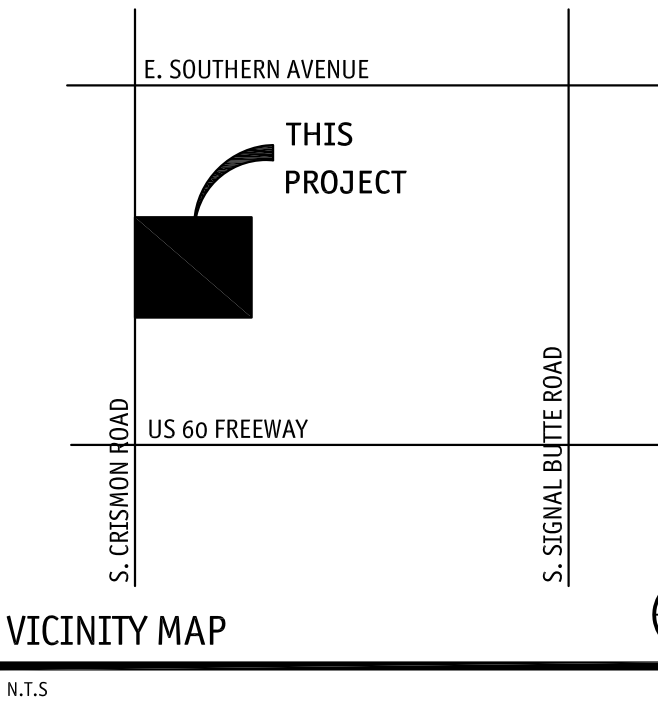 E. SOUTHERN AVENUE
THIS
PROJECT
S. CRISMON ROAD
US 60 FREEWAY
S. SIGNAL BUTTE ROAD
VICINITY MAP
N.T.S